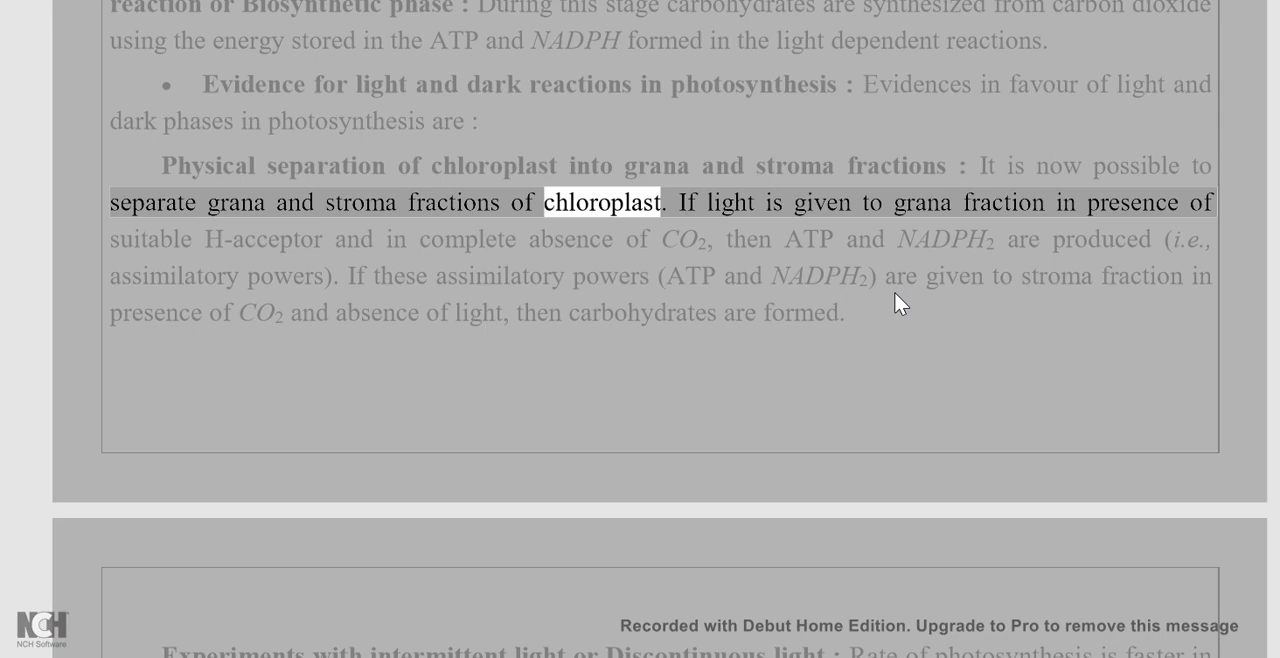 reaction or Biosynthetic phase : During this stage carbohydrates are synthesized from carbon dioxide
using the energy stored in the ATP and NADPH formed in the light dependent reactions.
• Evidence for light and dark reactions in photosynthesis : Evidences in favour of light and
dark phases in photosynthesis are :
Physical separation of chloroplast into grana and stroma fractions : It is now possible to
separate grana and stroma fractions of chloroplast. If light is given to grana fraction in presence of
suitable H-acceptor and in complete absence of CO₂, then ATP and NADPH₂ are produced (i.e.,
assimilatory powers). If these assimilatory powers (ATP and NADPH₂) are given to stroma fraction in
presence of CO₂ and absence of light, then carbohydrates are formed.
NCH
NCH Software
Recorded with Debut Home Edition. Upgrade to Pro to remove this message
Experiments with intermittent light or Discontinuous light : Rate of photosynthesis is faster in